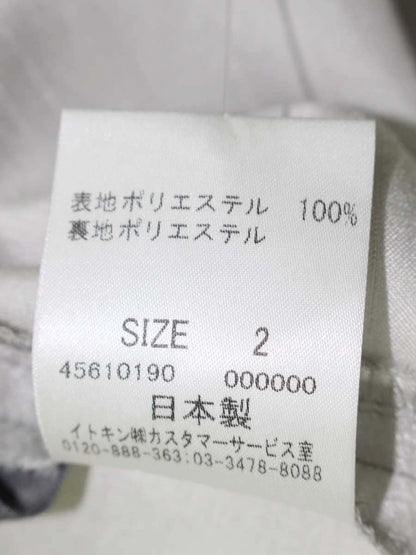 表地ポリエステル 100%
裏地ポリエステル
SIZE 2
45610190 000000
日本製
イトキン㈱カスタマーサービス室
0120-888-363:03-3478-8088